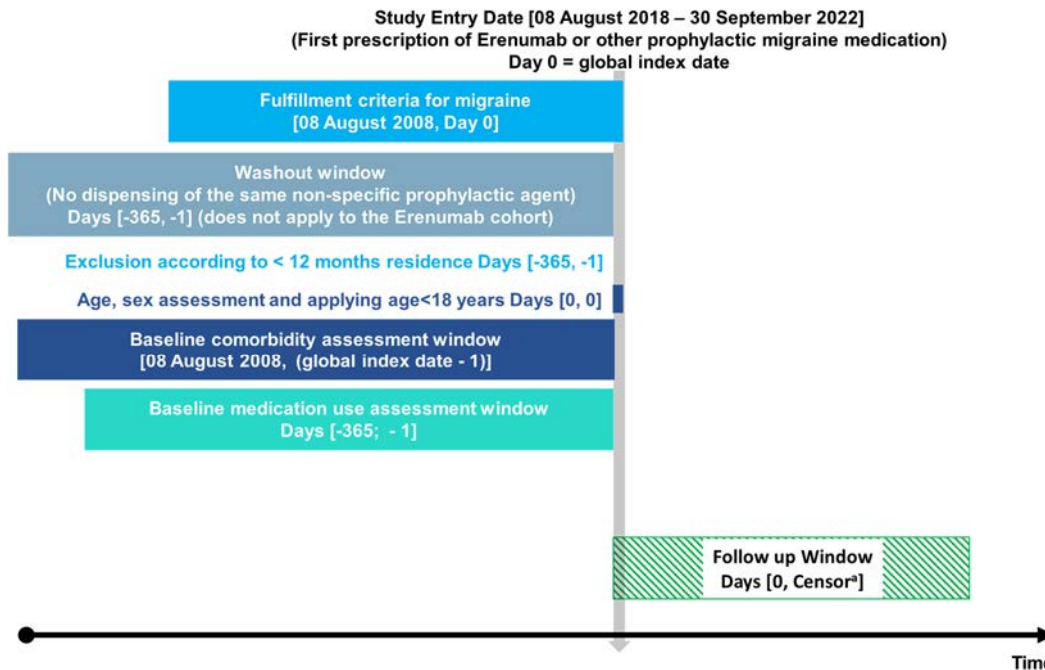 Study Entry Date [08 August 2018 – 30 September 2022]
(First prescription of Erenumab or other prophylactic migraine medication)
Day 0 = global index date
Fulfillment criteria for migraine
[08 August 2008, Day 0]
Washout window
(No dispensing of the same non-specific prophylactic agent)
Days [-365, -1] (does not apply to the Erenumab cohort)
Exclusion according to < 12 months residence Days [-365, -1]
Age, sex assessment and applying age<18 years Days [0, 0]
Baseline comorbidity assessment window
[08 August 2008, (global index date - 1)]
Baseline medication use assessment window
Days [-365; - 1]
Follow up Window
Days [0, Censorᵃ]
Time